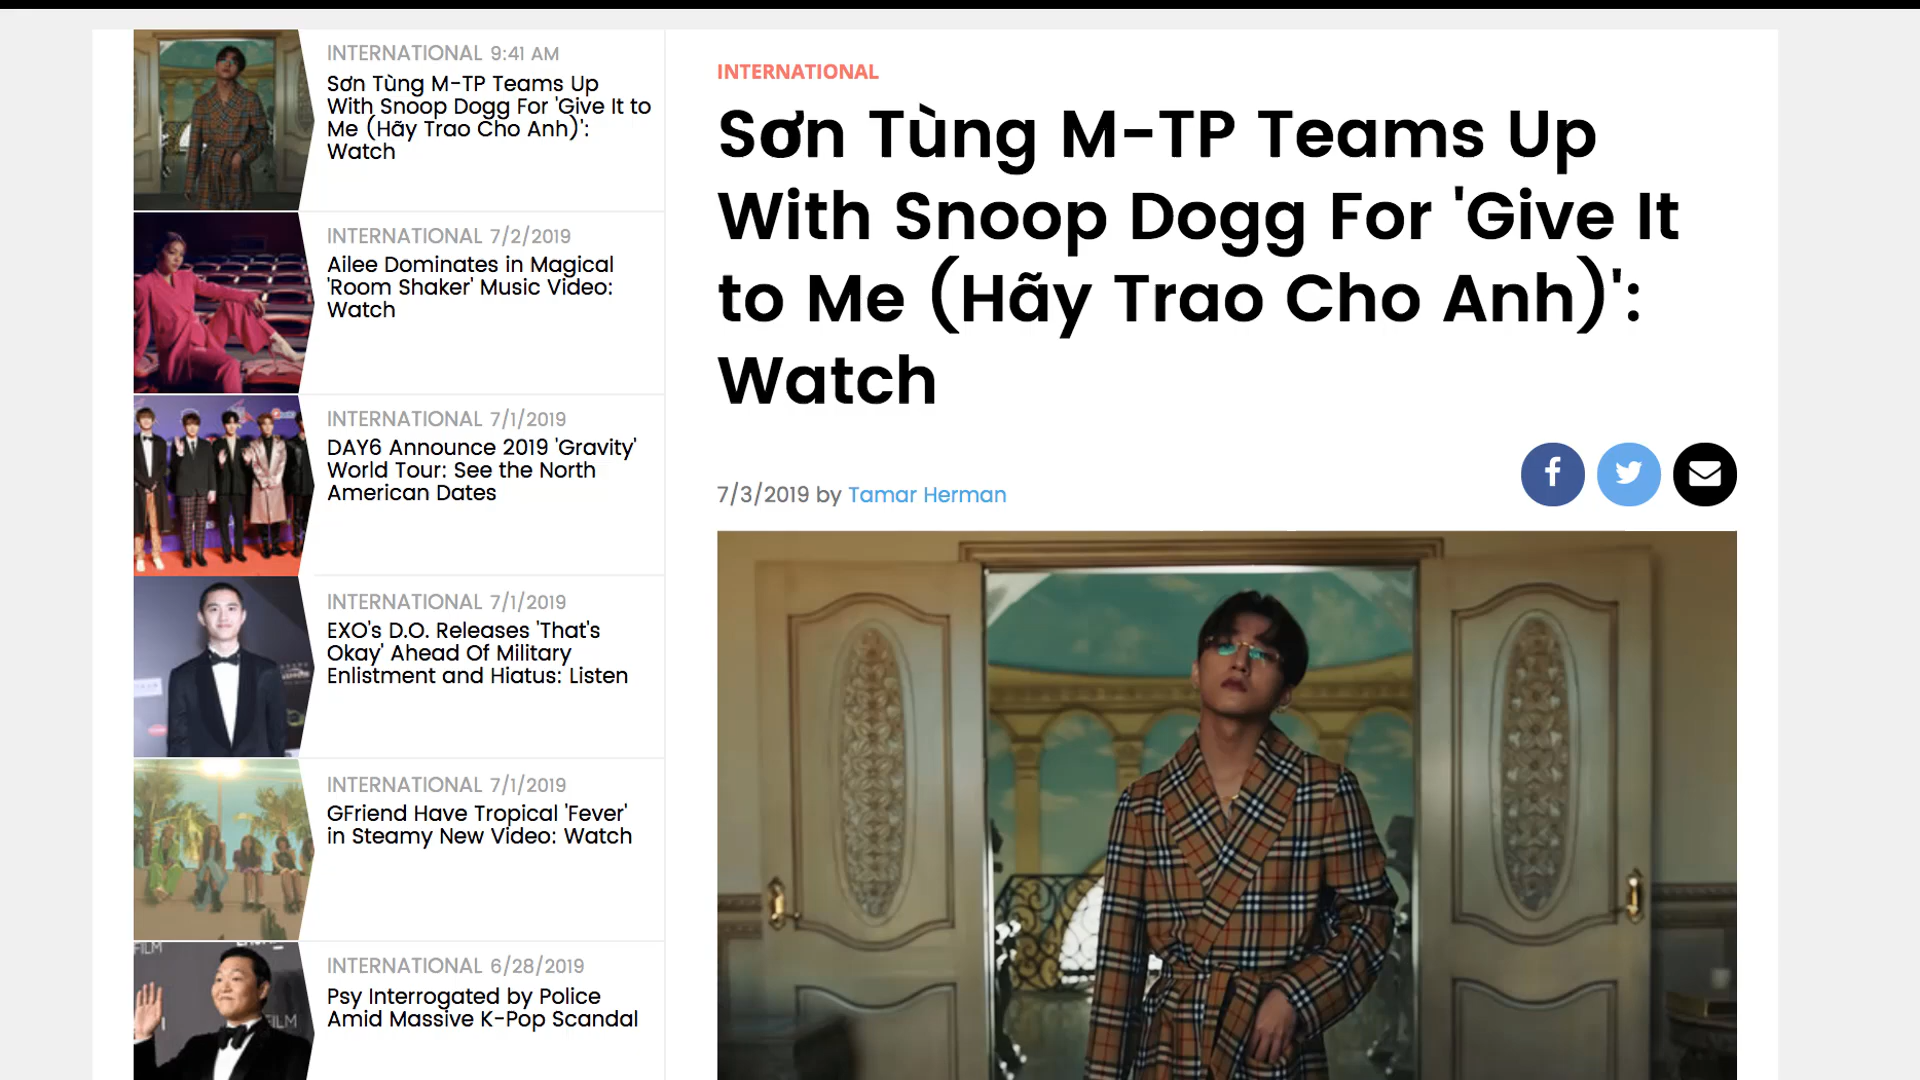 INTERNATIONAL 9:41 AM
Sơn Tùng M-TP Teams Up
With Snoop Dogg For 'Give It to
Me (Hãy Trao Cho Anh)':
Watch
INTERNATIONAL 7/2/2019
Ailee Dominates in Magical
'Room Shaker' Music Video:
Watch
INTERNATIONAL 7/1/2019
DAY6 Announce 2019 'Gravity'
World Tour: See the North
American Dates
INTERNATIONAL 7/1/2019
EXO's D.O. Releases 'That's
Okay' Ahead Of Military
Enlistment and Hiatus: Listen
INTERNATIONAL 7/1/2019
GFriend Have Tropical 'Fever'
in Steamy New Video: Watch
FILM
FILM
INTERNATIONAL 6/28/2019
Psy Interrogated by Police
Amid Massive K-Pop Scandal
INTERNATIONAL
Sơn Tùng M-TP Teams Up
With Snoop Dogg For 'Give It
to Me (Hãy Trao Cho Anh)':
Watch
7/3/2019 by Tamar Herman